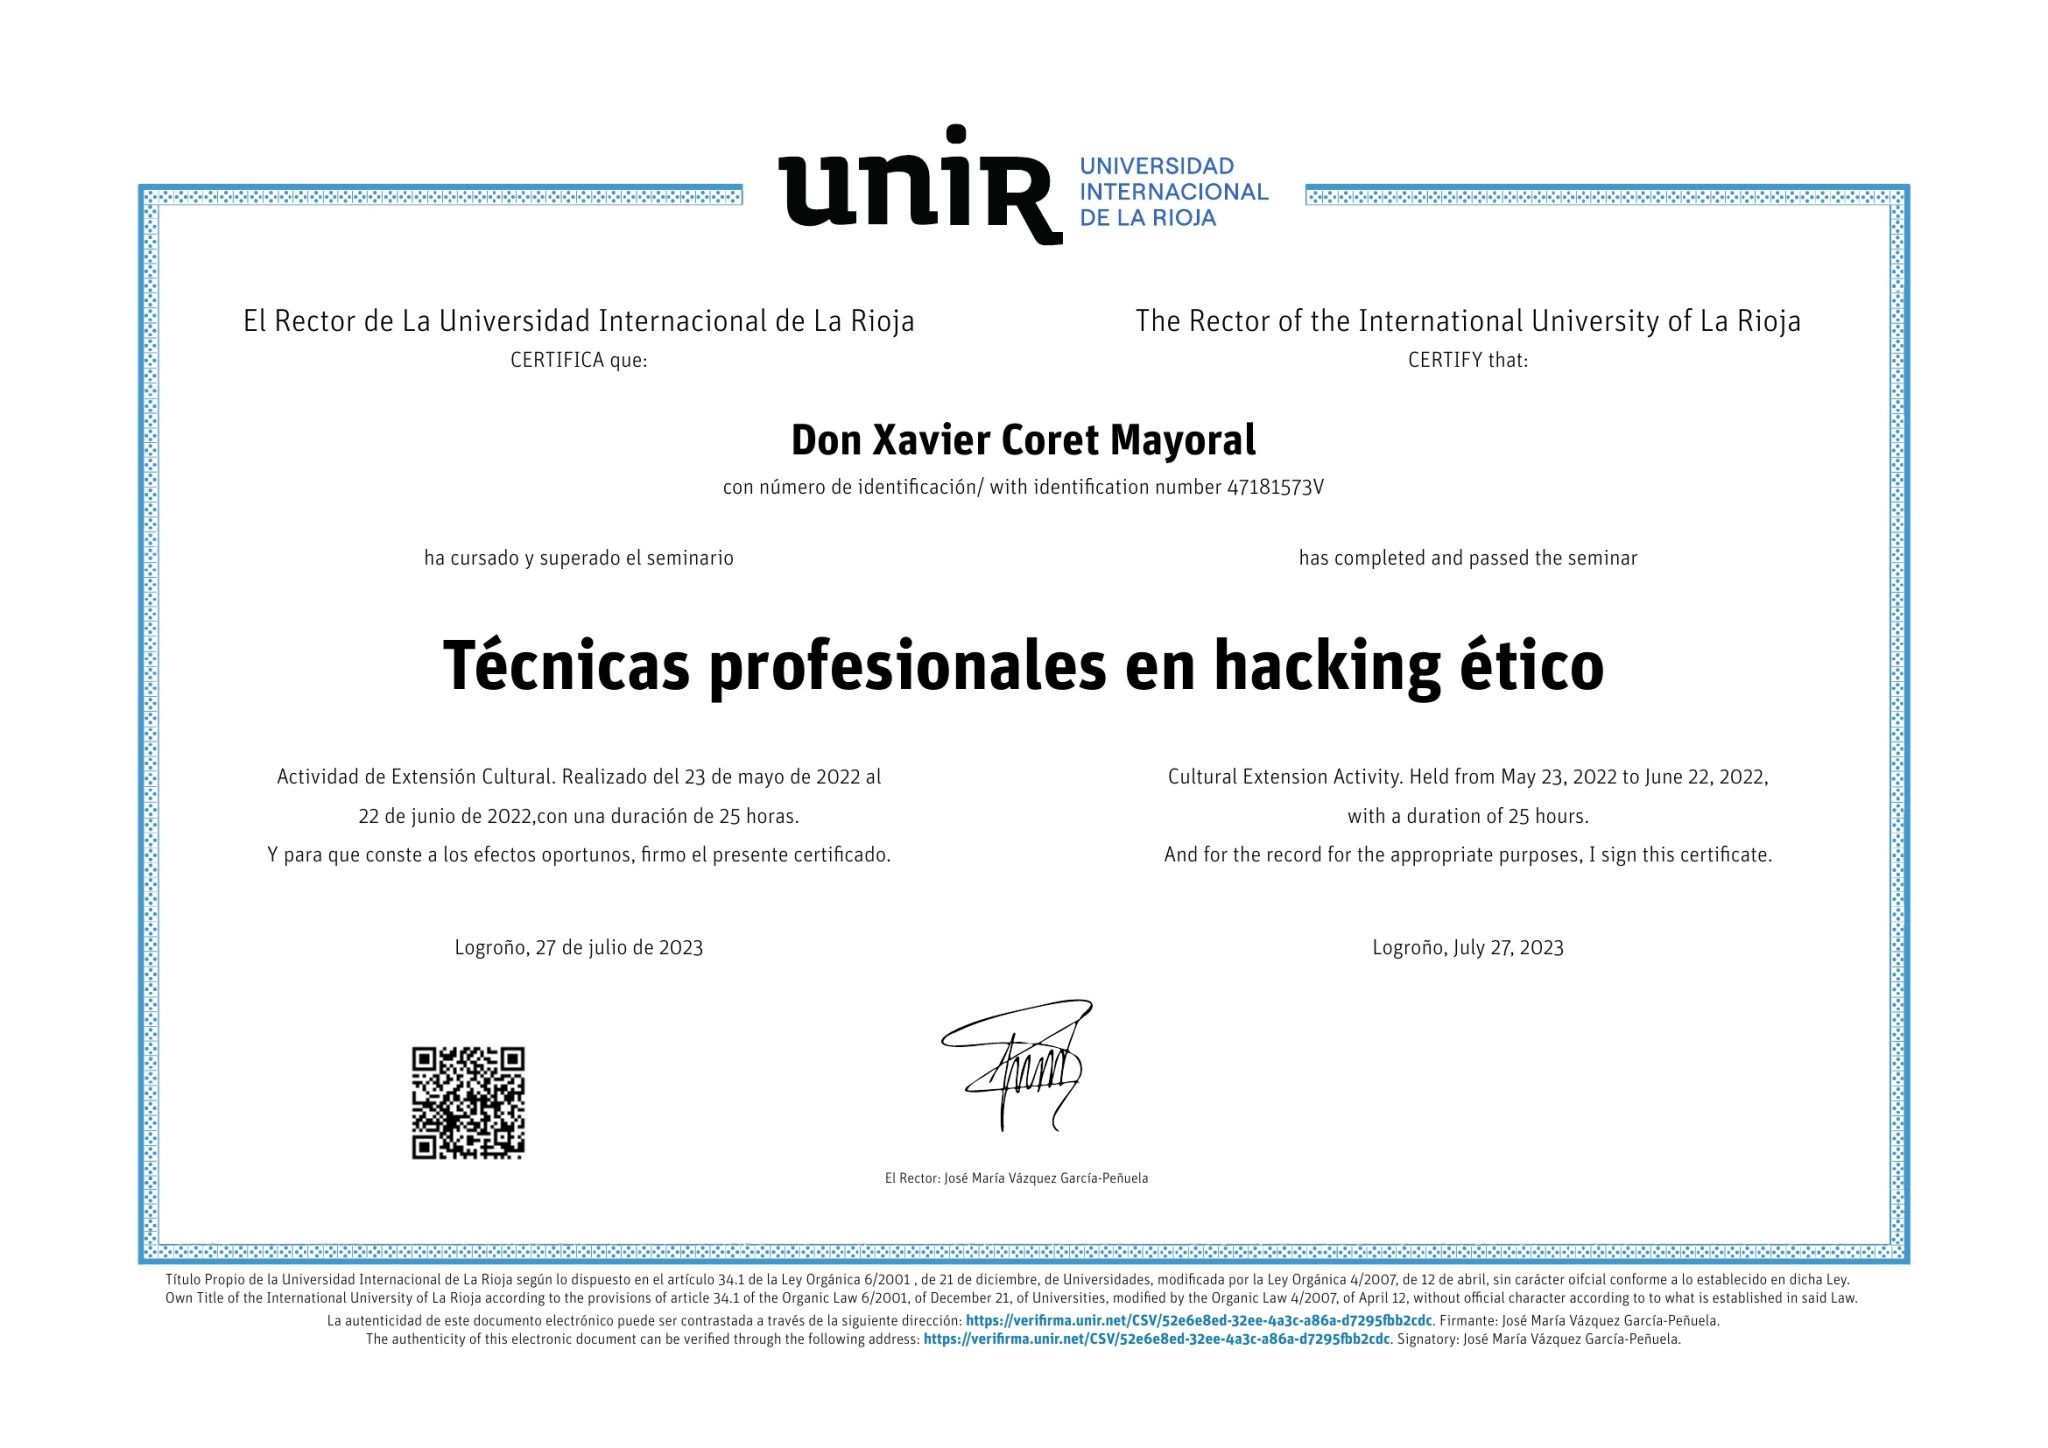 unir UNIVERSIDAD
INTERNACIONAL
DE LA RIOJA
El Rector de La Universidad Internacional de La Rioja
CERTIFICA que:
The Rector of the International University of La Rioja
CERTIFY that:
Don Xavier Coret Mayoral
con número de identificación/ with identification number 47181573V
ha cursado y superado el seminario
has completed and passed the seminar
Técnicas profesionales en hacking ético
Actividad de Extensión Cultural. Realizado del 23 de mayo de 2022 al
22 de junio de 2022,con una duración de 25 horas.
Y para que conste a los efectos oportunos, firmo el presente certificado.
Cultural Extension Activity. Held from May 23, 2022 to June 22, 2022,
with a duration of 25 hours.
And for the record for the appropriate purposes, I sign this certificate.
Logroño, 27 de julio de 2023
Logroño, July 27, 2023
El Rector: José María Vázquez García-Peñuela
Título Propio de la Universidad Internacional de La Rioja según lo dispuesto en el artículo 34.1 de la Ley Orgánica 6/2001 , de 21 de diciembre, de Universidades, modificada por la Ley Orgánica 4/2007, de 12 de abril, sin carácter oifcial conforme a lo establecido en dicha Ley.
Own Title of the International University of La Rioja according to the provisions of article 34.1 of the Organic Law 6/2001, of December 21, of Universities, modified by the Organic Law 4/2007, of April 12, without official character according to to what is established in said Law.
La autenticidad de este documento electrónico puede ser contrastada a través de la siguiente dirección: https://verifirma.unir.net/CSV/52e6e8ed-32ee-4a3c-a86a-d7295fbb2cdc. Firmante: José María Vázquez García-Peñuela.
The authenticity of this electronic document can be verified through the following address: https://verifirma.unir.net/CSV/52e6e8ed-32ee-4a3c-a86a-d7295fbb2cdc. Signatory: José María Vázquez García-Peñuela.